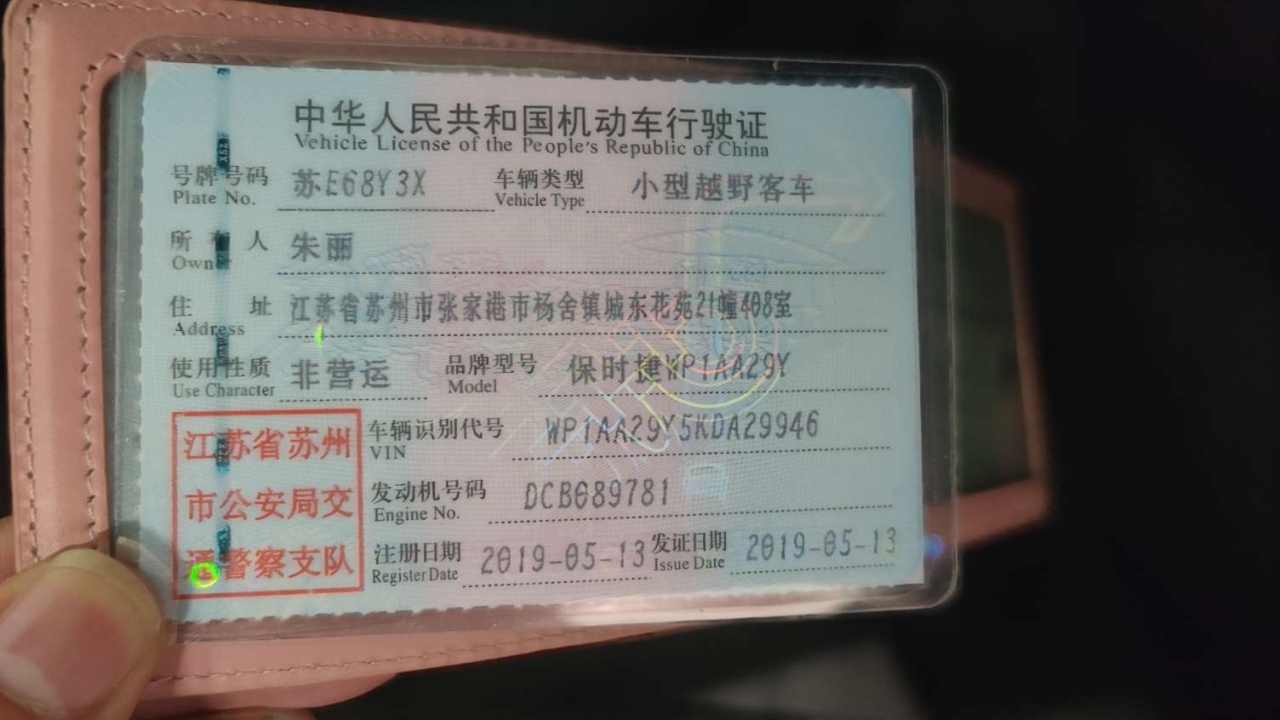 中华人民共和国机动车行驶证
Vehicle License of the People's Republic of China
号牌号码 苏E68Y3X 车辆类型 小型越野客车
Plate No. Vehicle Type
所有人 朱丽
Owner
住址 江苏省苏州市张家港市杨舍镇城东花苑21幢408室
Address
使用性质 非营运 品牌型号 保时捷WP1AA29Y
Use Character Model
车辆识别代号 WP1AA29Y5KDA29946
VIN
发动机号码 DCB689781
Engine No.
注册日期 2019-05-13 发证日期 2019-05-13
Register Date Issue Date
江苏省苏州
市公安局交
通警察支队